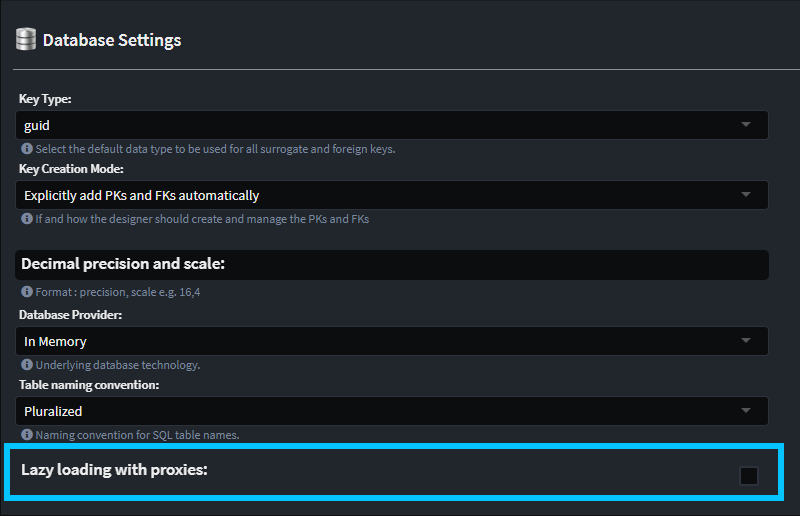 Database Settings
Key Type:
guid
Select the default data type to be used for all surrogate and foreign keys.
Key Creation Mode:
Explicitly add PKs and FKs automatically
If and how the designer should create and manage the PKs and FKs
Decimal precision and scale:
Format : precision, scale e.g. 16,4
Database Provider:
In Memory
Underlying database technology.
Table naming convention:
Pluralized
Naming convention for SQL table names.
Lazy loading with proxies: